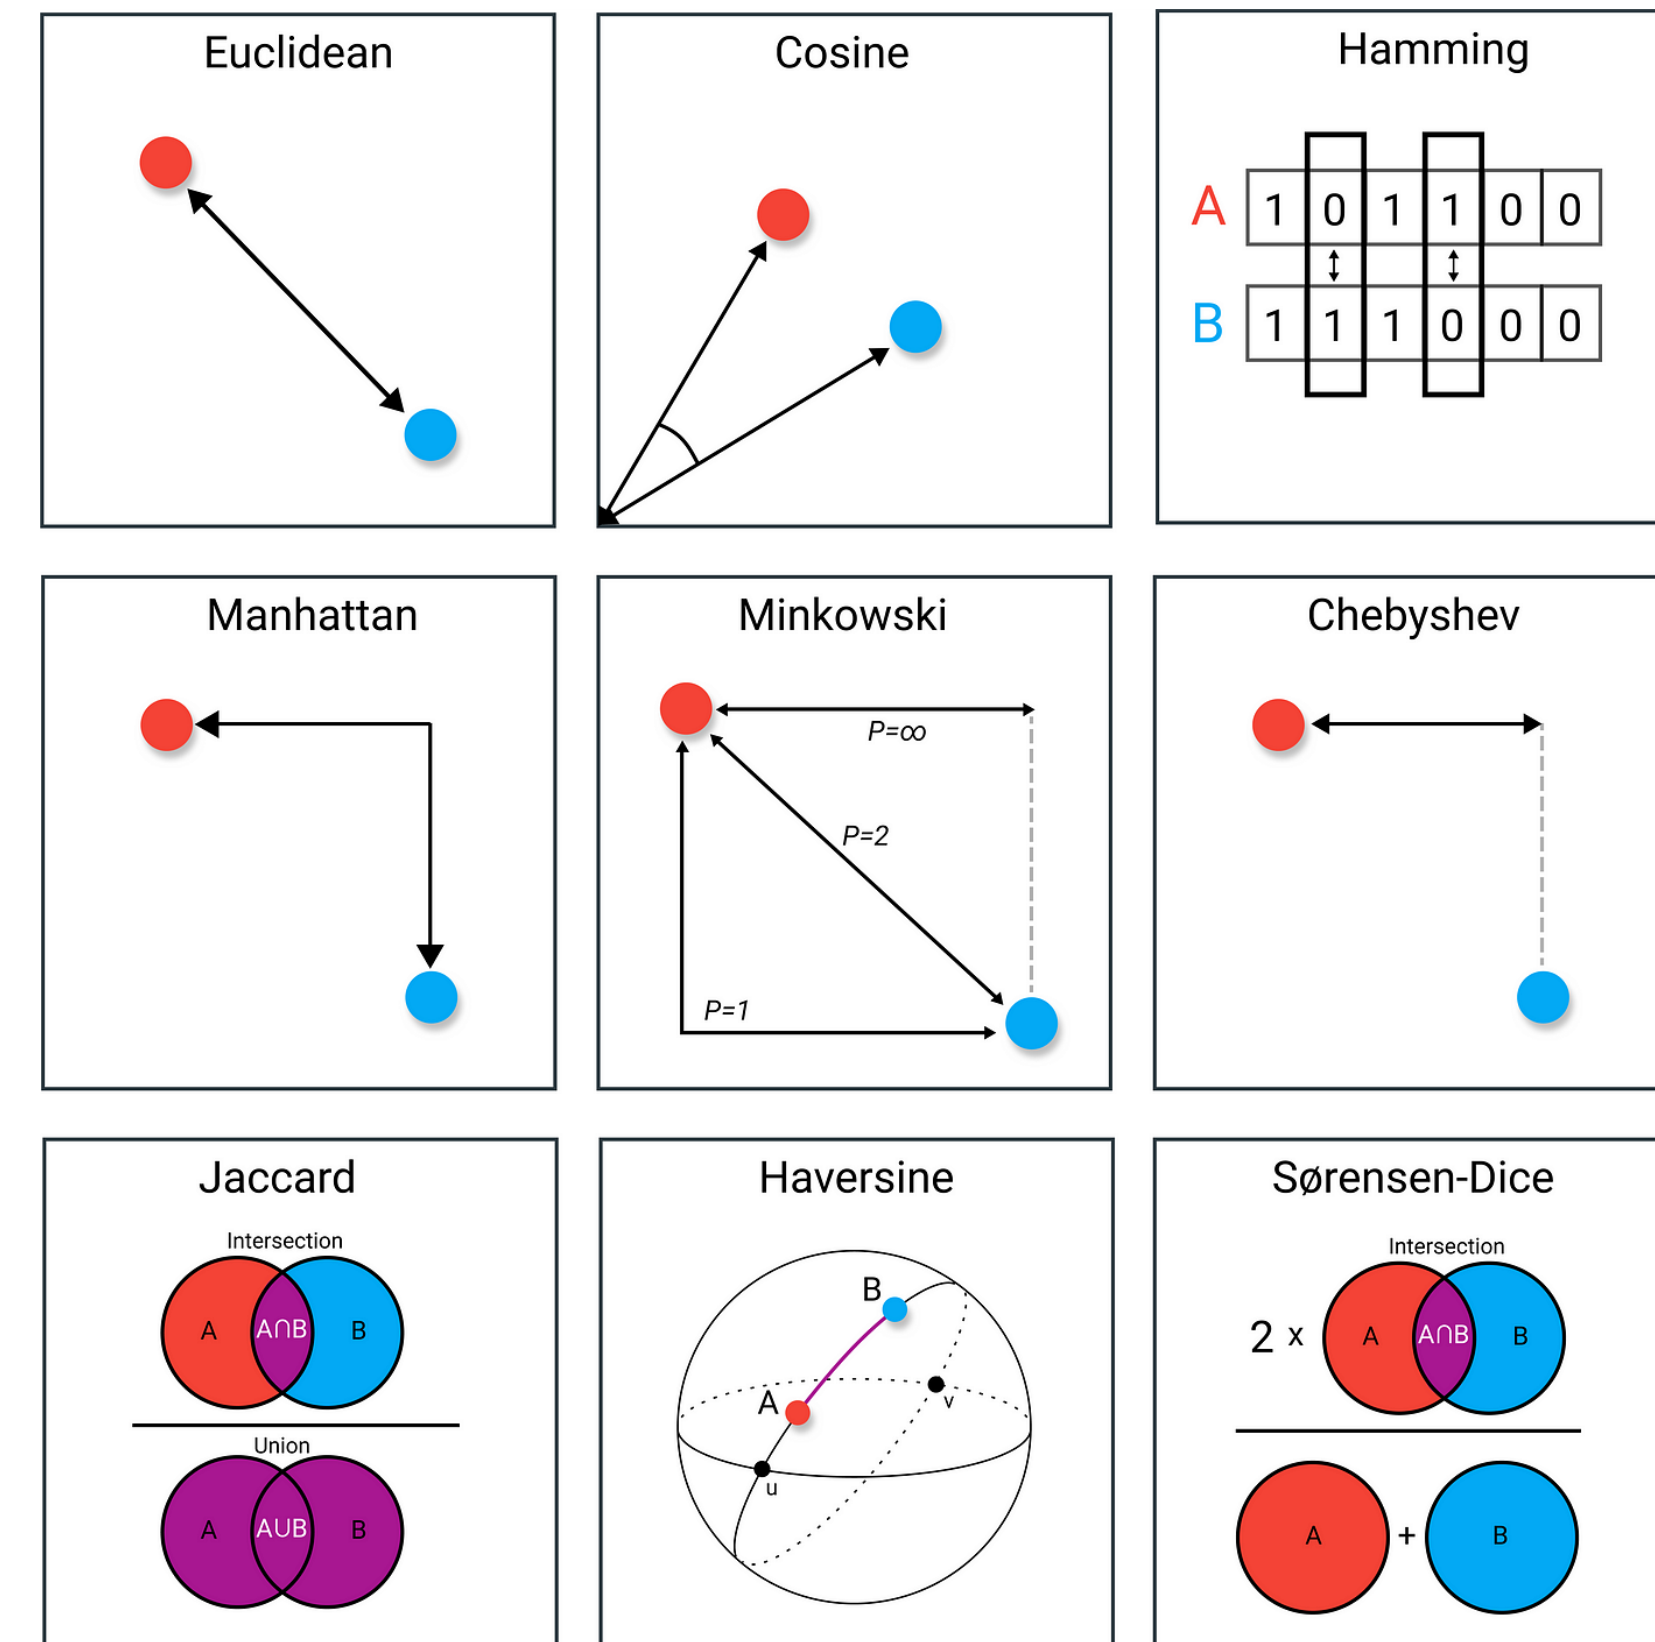 Euclidean
Cosine
Hamming
A 1 0 1 1 0 0
B 1 1 1 0 0 0
Manhattan
Minkowski
P=∞
P=2
P=1
Chebyshev
Jaccard
Intersection
A A∩B B
Union
A A∪B B
Haversine
B
A
v
u
Sørensen-Dice
Intersection
2 x A A∩B B
A + B